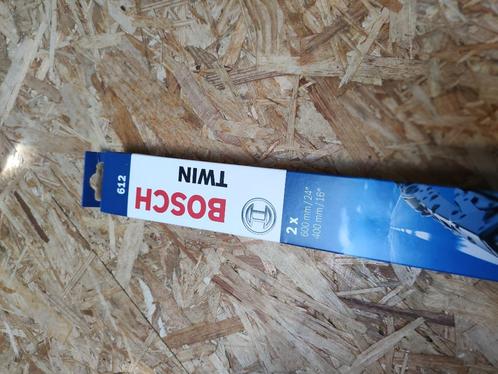 612
BOSCH
TWIN
2 x
600 mm / 24"
400 mm / 16"